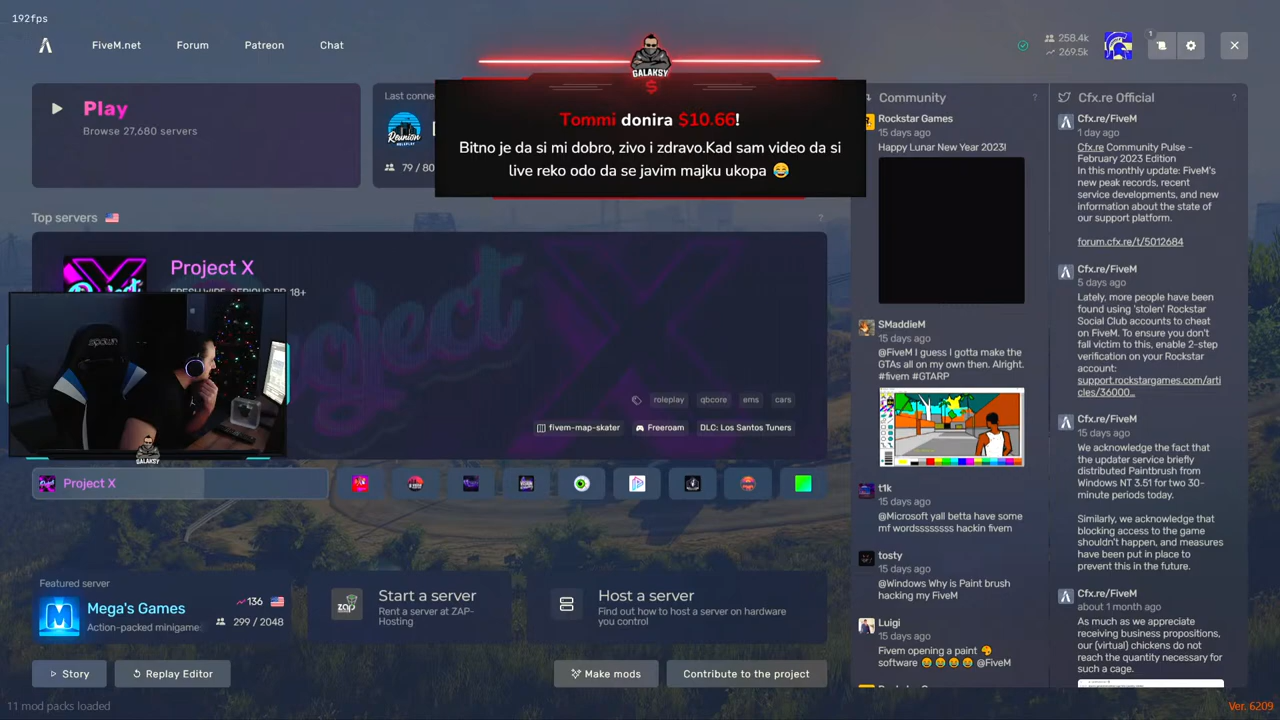 192fps
FiveM.net
Forum
Patreon
Chat
258.4k
269.5k
1
GALAKSY
$
Tommi donira $10.66!
Bitno je da si mi dobro, zivo i zdravo.Kad sam video da si
live reko odo da se javim majku ukopa 😂
Play
Browse 27,680 servers
Last conne
Reunion
79 / 80
Top servers
?
Project X
FRESH WIPE, SERIOUS RP, 18+
roleplay
qbcore
ems
cars
fivem-map-skater
Freeroam
DLC: Los Santos Tuners
GALAKSY
Project X
Featured server
Mega's Games
Action-packed minigame
136
299 / 2048
Start a server
Rent a server at ZAP-
Hosting
Host a server
Find out how to host a server on hardware
you control
Story
Replay Editor
Make mods
Contribute to the project
11 mod packs loaded
Community
?
Rockstar Games
15 days ago
Happy Lunar New Year 2023!
SMaddieM
15 days ago
@FiveM I guess I gotta make the
GTAs all on my own then. Alright.
#fivem #GTARP
t1k
15 days ago
@Microsoft yall betta have some
mf wordsssssss hackin fivem
tosty
15 days ago
@Windows Why is Paint brush
hacking my FiveM
Luigi
15 days ago
Fivem opening a paint
software 😄 😄 😄 😄 @FiveM
Cfx.re Official
?
Cfx.re/FiveM
1 day ago
Cfx.re Community Pulse -
February 2023 Edition
In this monthly update: FiveM's
new peak records, recent
service developments, and new
information about the state of
our support platform.
forum.cfx.re/t/5012684
Cfx.re/FiveM
5 days ago
Lately, more people have been
found using 'stolen' Rockstar
Social Club accounts to cheat
on FiveM. To ensure you don't
fall victim to this, enable 2-step
verification on your Rockstar
account:
support.rockstargames.com/arti
cles/36000…
Cfx.re/FiveM
15 days ago
We acknowledge the fact that
the updater service briefly
distributed Paintbrush from
Windows NT 3.51 for two 30-
minute periods today.
Similarly, we acknowledge that
blocking access to the game
shouldn't happen, and measures
have been put in place to
prevent this in the future.
Cfx.re/FiveM
about 1 month ago
As much as we appreciate
receiving business propositions,
our (virtual) chickens do not
reach the quantity necessary for
such a cage.
Ver. 6209